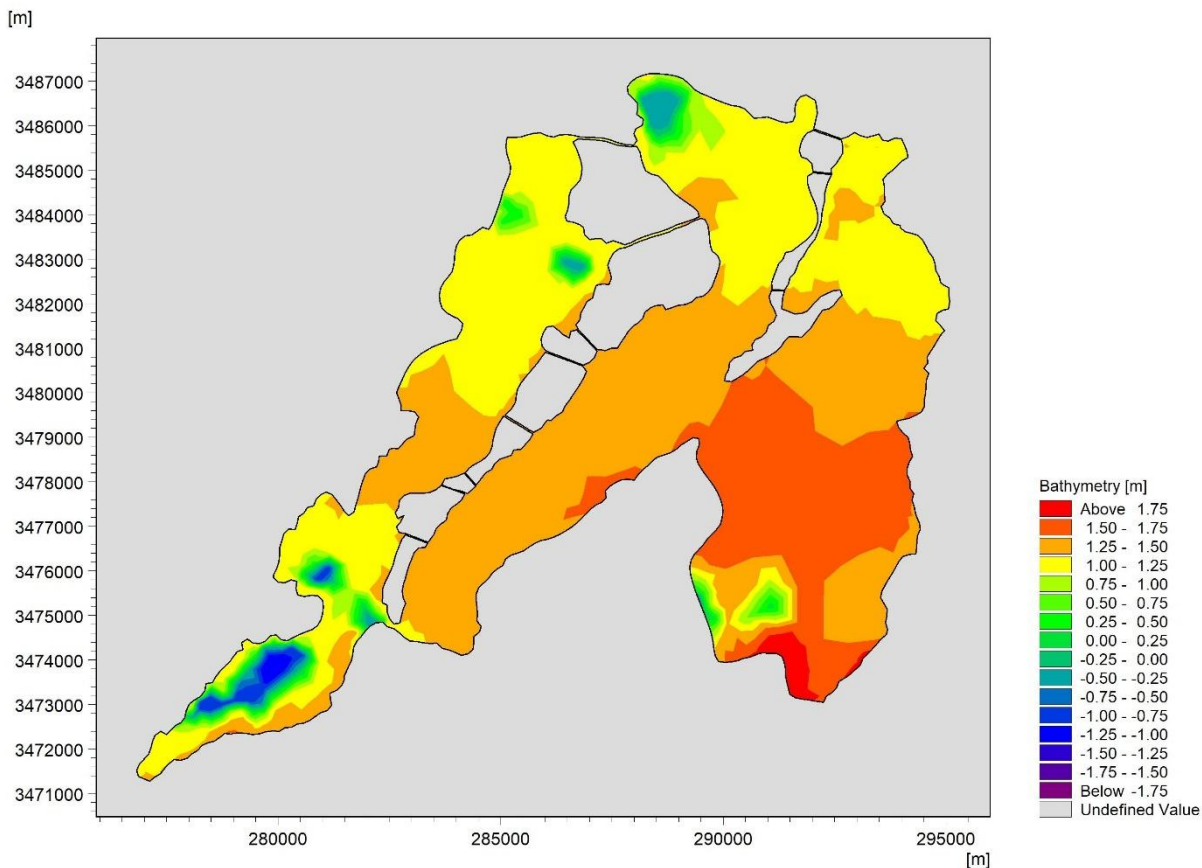 [m]
3487000
3486000
3485000
3484000
3483000
3482000
3481000
3480000
3479000
3478000
3477000
3476000
3475000
3474000
3473000
3472000
3471000
280000 285000 290000 295000
[m]
Bathymetry [m]
Above 1.75
1.50 - 1.75
1.25 - 1.50
1.00 - 1.25
0.75 - 1.00
0.50 - 0.75
0.25 - 0.50
0.00 - 0.25
-0.25 - 0.00
-0.50 - -0.25
-0.75 - -0.50
-1.00 - -0.75
-1.25 - -1.00
-1.50 - -1.25
-1.75 - -1.50
Below -1.75
Undefined Value